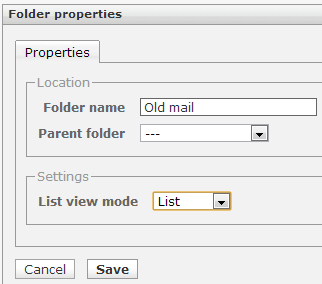 Folder properties
Properties
Location
Folder name Old mail
Parent folder ---
Settings
List view mode List
Cancel Save